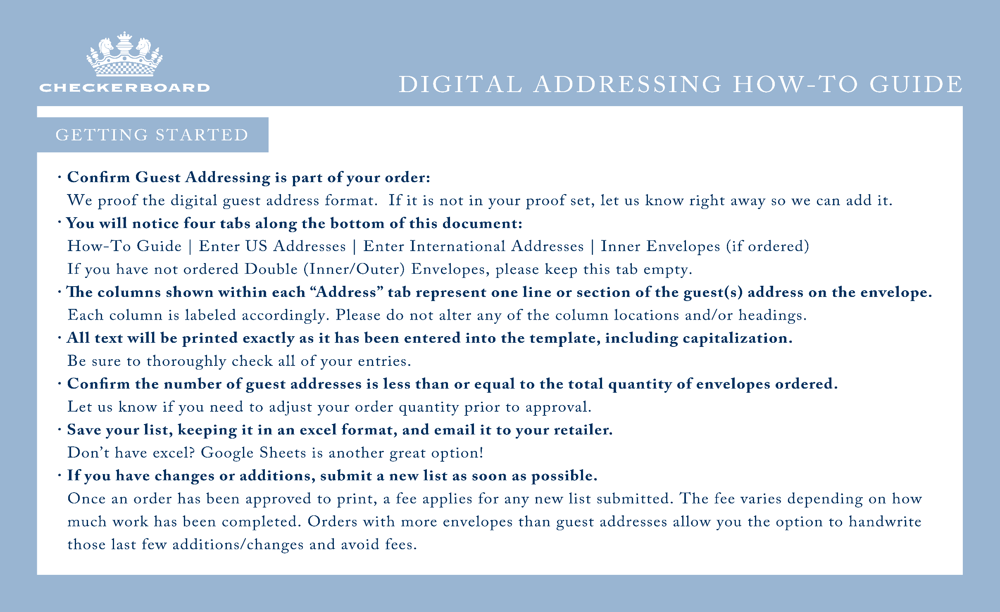 CHECKERBOARD
DIGITAL ADDRESSING HOW-TO GUIDE
GETTING STARTED
· Confirm Guest Addressing is part of your order:
We proof the digital guest address format. If it is not in your proof set, let us know right away so we can add it.
· You will notice four tabs along the bottom of this document:
How-To Guide | Enter US Addresses | Enter International Addresses | Inner Envelopes (if ordered)
If you have not ordered Double (Inner/Outer) Envelopes, please keep this tab empty.
· The columns shown within each “Address” tab represent one line or section of the guest(s) address on the envelope.
Each column is labeled accordingly. Please do not alter any of the column locations and/or headings.
· All text will be printed exactly as it has been entered into the template, including capitalization.
Be sure to thoroughly check all of your entries.
· Confirm the number of guest addresses is less than or equal to the total quantity of envelopes ordered.
Let us know if you need to adjust your order quantity prior to approval.
· Save your list, keeping it in an excel format, and email it to your retailer.
Don’t have excel? Google Sheets is another great option!
· If you have changes or additions, submit a new list as soon as possible.
Once an order has been approved to print, a fee applies for any new list submitted. The fee varies depending on how
much work has been completed. Orders with more envelopes than guest addresses allow you the option to handwrite
those last few additions/changes and avoid fees.